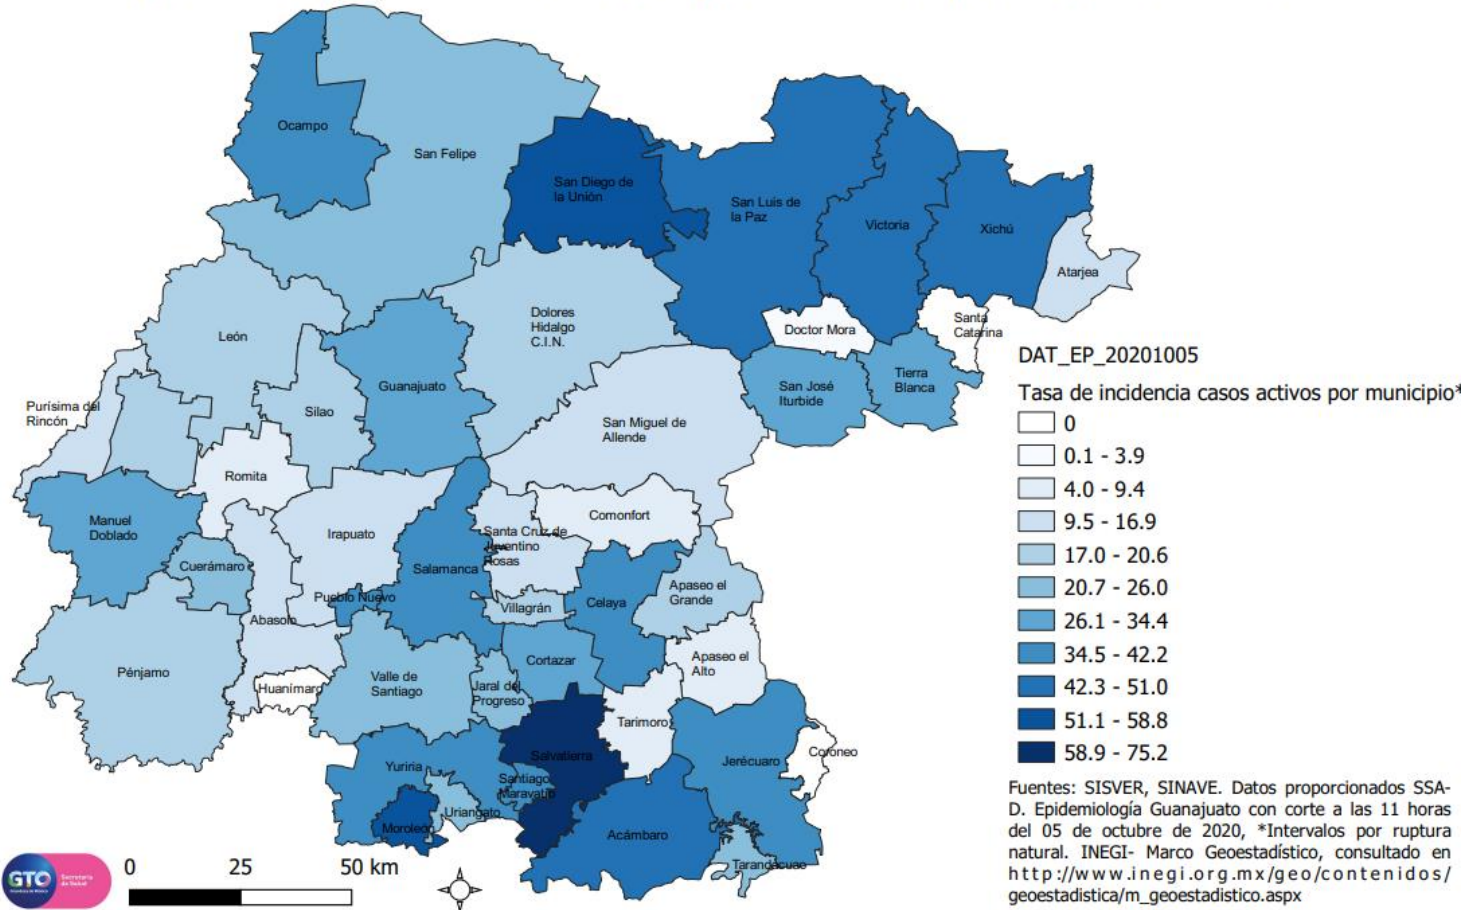 Ocampo
San Felipe
San Diego de
la Unión
San Luis de
la Paz
Victoria
Xichú
Atarjea
León
Dolores
Hidalgo
C.I.N.
Doctor Mora
Santa
Catarina
Guanajuato
Silao
San José
Iturbide
Tierra
Blanca
Purísima del
Rincón
San Miguel de
Allende
Romita
Manuel
Doblado
Irapuato
Comonfort
Santa Cruz de
Juventino
Rosas
Cuerámaro
Salamanca
Pueblo Nuevo
Villagrán
Celaya
Apaseo el
Grande
Abasolo
Pénjamo
Huanímaro
Valle de
Santiago
Jaral del
Progreso
Cortazar
Apaseo el
Alto
Tarimoro
Salvatierra
Jerécuaro
Coroneo
Yuriria
Santiago
Maravatío
Uriangato
Moroleón
Acámbaro
Tarandacuao
DAT_EP_20201005
Tasa de incidencia casos activos por municipio*
0
0.1 - 3.9
4.0 - 9.4
9.5 - 16.9
17.0 - 20.6
20.7 - 26.0
26.1 - 34.4
34.5 - 42.2
42.3 - 51.0
51.1 - 58.8
58.9 - 75.2
Fuentes: SISVER, SINAVE. Datos proporcionados SSA-
D. Epidemiología Guanajuato con corte a las 11 horas
del 05 de octubre de 2020, *Intervalos por ruptura
natural. INEGI- Marco Geoestadístico, consultado en
http://www.inegi.org.mx/geo/contenidos/
geoestadistica/m_geoestadistico.aspx
GTO
Secretaría
de Salud
0 25 50 km